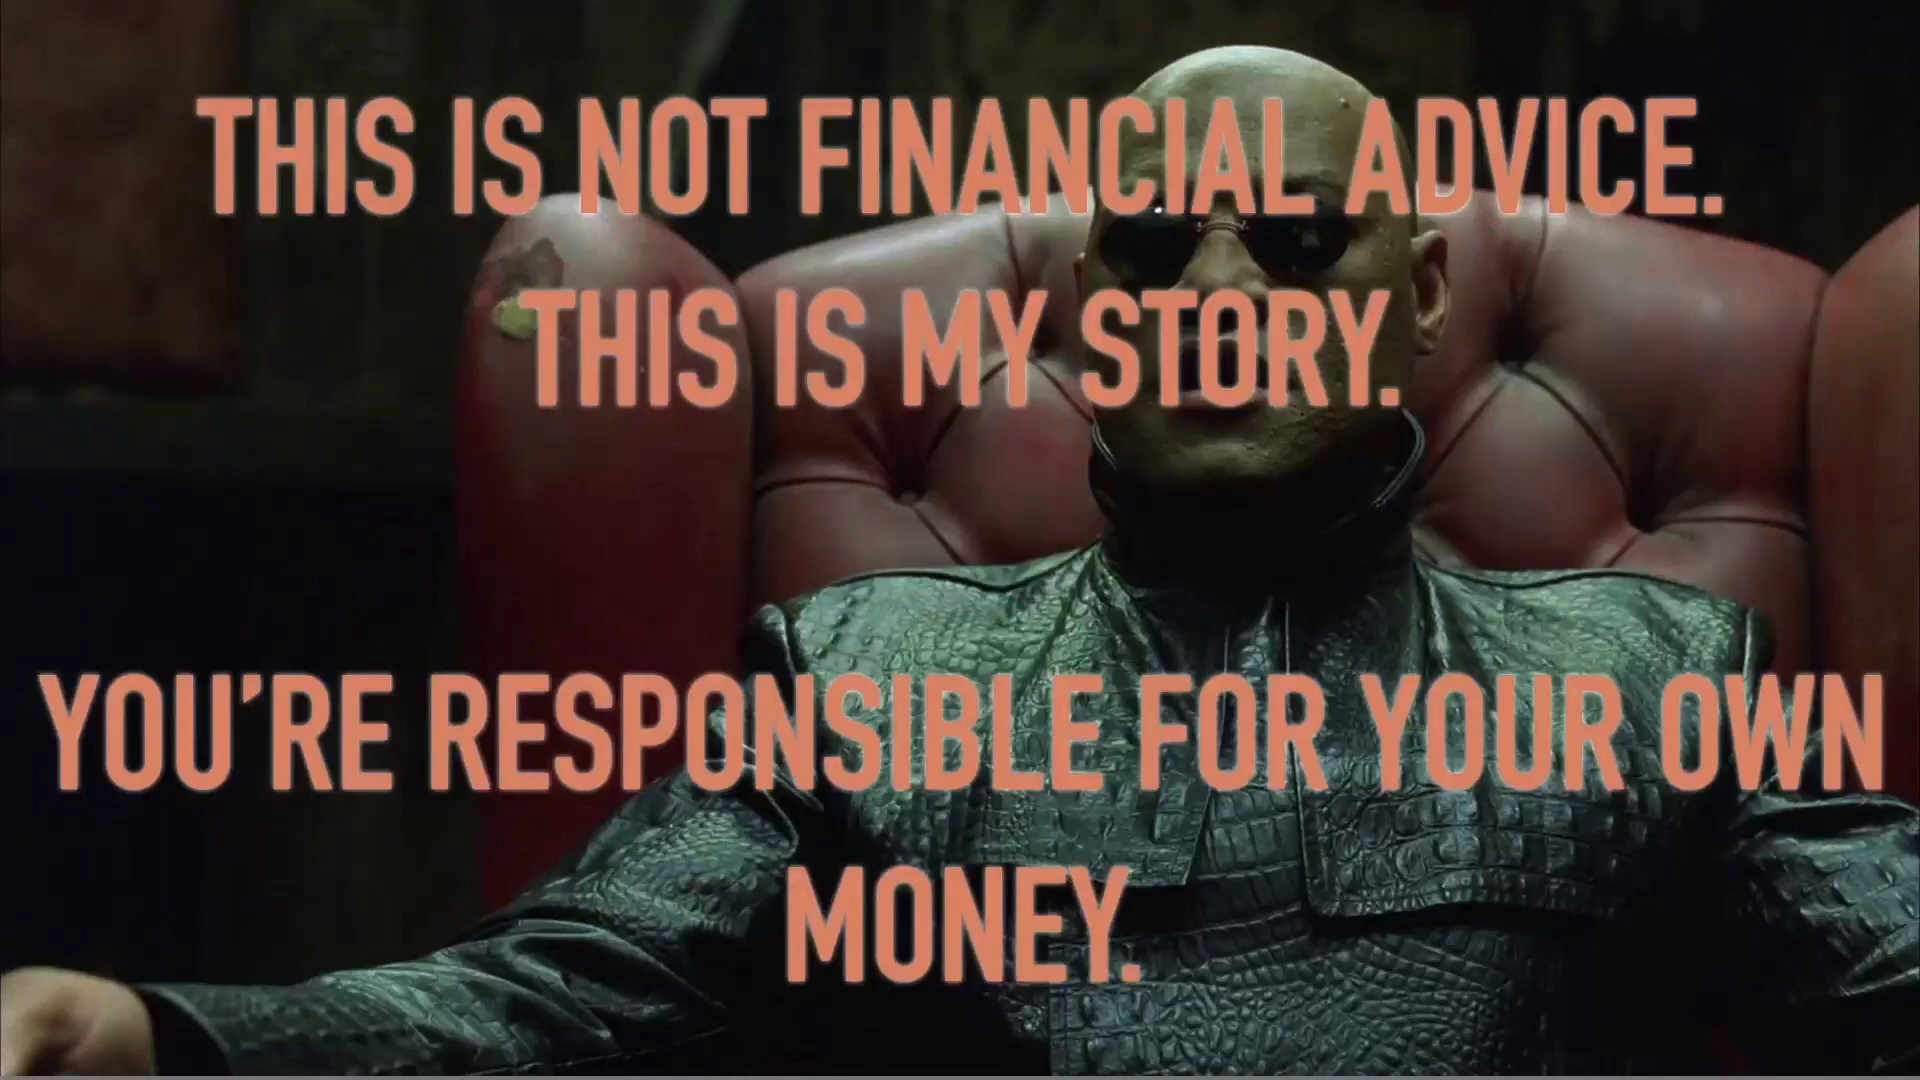 THIS IS NOT FINANCIAL ADVICE.
THIS IS MY STORY.
YOU'RE RESPONSIBLE FOR YOUR OWN
MONEY.